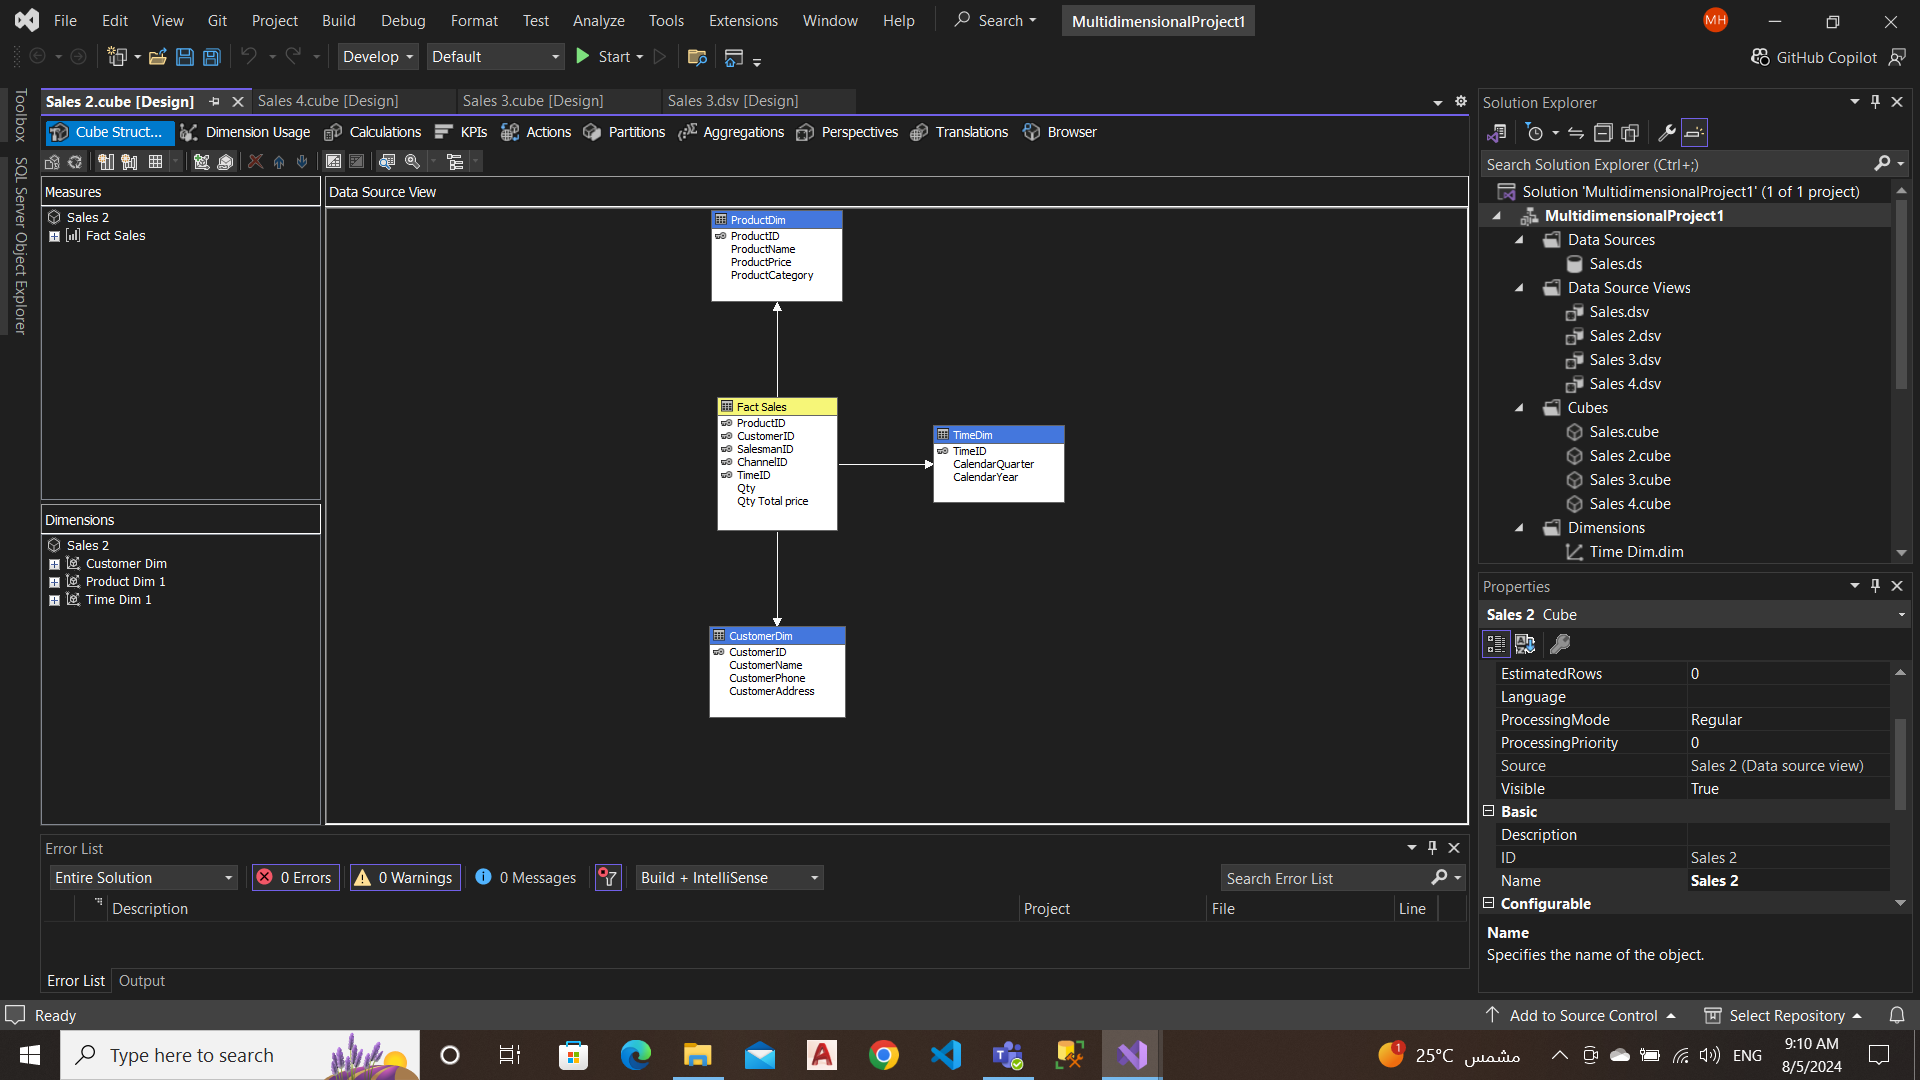 File Edit View Git Project Build Debug Format Test Analyze Tools Extensions Window Help Search MultidimensionalProject1 MH
Develop Default Start GitHub Copilot
Toolbox
SQL Server Object Explorer
Sales 2.cube [Design] Sales 4.cube [Design] Sales 3.cube [Design] Sales 3.dsv [Design]
Cube Struct... Dimension Usage Calculations KPIs Actions Partitions Aggregations Perspectives Translations Browser
Measures
Sales 2
Fact Sales
Dimensions
Sales 2
Customer Dim
Product Dim 1
Time Dim 1
Data Source View
ProductDim
ProductID
ProductName
ProductPrice
ProductCategory
Fact Sales
ProductID
CustomerID
SalesmanID
ChannelID
TimeID
Qty
Qty Total price
TimeDim
TimeID
CalendarQuarter
CalendarYear
CustomerDim
CustomerID
CustomerName
CustomerPhone
CustomerAddress
Error List
Entire Solution 0 Errors 0 Warnings 0 Messages Build + IntelliSense Search Error List
Description Project File Line
Error List Output
Solution Explorer
Search Solution Explorer (Ctrl+;)
Solution 'MultidimensionalProject1' (1 of 1 project)
MultidimensionalProject1
Data Sources
Sales.ds
Data Source Views
Sales.dsv
Sales 2.dsv
Sales 3.dsv
Sales 4.dsv
Cubes
Sales.cube
Sales 2.cube
Sales 3.cube
Sales 4.cube
Dimensions
Time Dim.dim
Properties
Sales 2 Cube
EstimatedRows 0
Language
ProcessingMode Regular
ProcessingPriority 0
Source Sales 2 (Data source view)
Visible True
Basic
Description
ID Sales 2
Name Sales 2
Configurable
Name
Specifies the name of the object.
Ready Add to Source Control Select Repository
Type here to search 1 25°C مشمس ENG 9:10 AM
8/5/2024